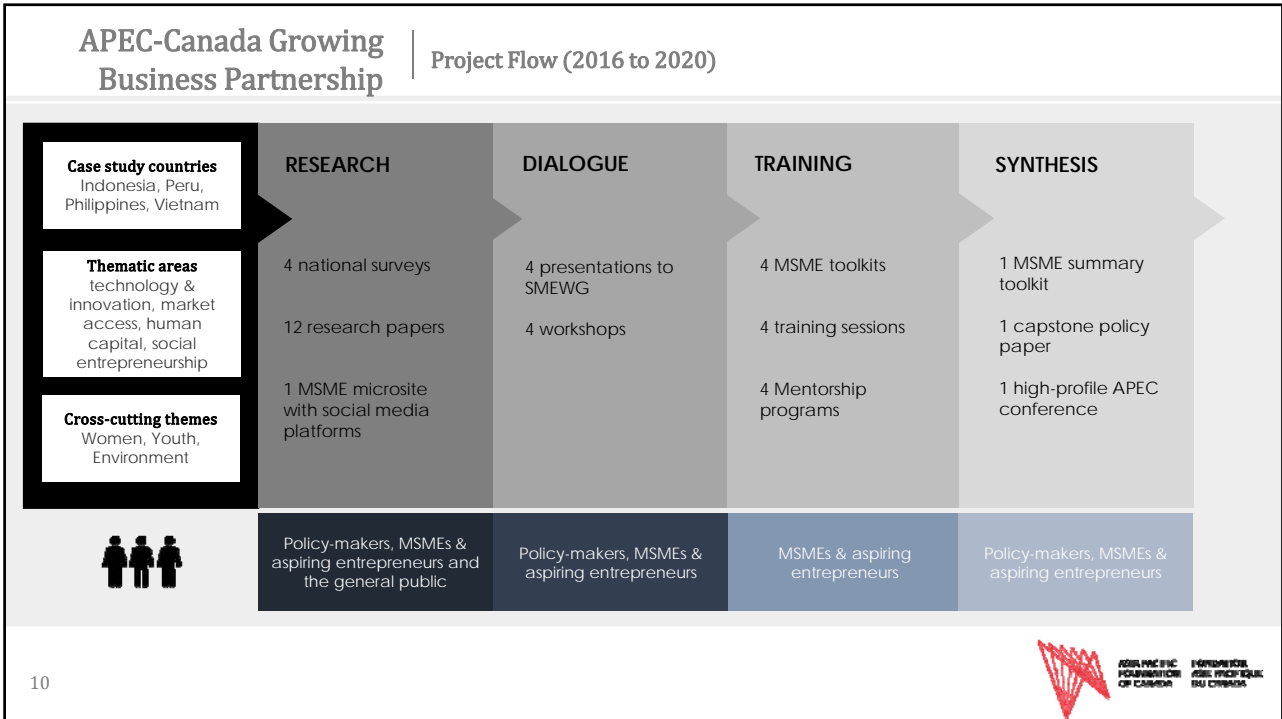 APEC-Canada Growing
Business Partnership
Project Flow (2016 to 2020)
Case study countries
Indonesia, Peru,
Philippines, Vietnam
Thematic areas
technology &
innovation, market
access, human
capital, social
entrepreneurship
Cross-cutting themes
Women, Youth,
Environment
RESEARCH
4 national surveys
12 research papers
1 MSME microsite
with social media
platforms
DIALOGUE
4 presentations to
SMEWG
4 workshops
TRAINING
4 MSME toolkits
4 training sessions
4 Mentorship
programs
SYNTHESIS
1 MSME summary
toolkit
1 capstone policy
paper
1 high-profile APEC
conference
Policy-makers, MSMEs &
aspiring entrepreneurs and
the general public
Policy-makers, MSMEs &
aspiring entrepreneurs
MSMEs & aspiring
entrepreneurs
Policy-makers, MSMEs &
aspiring entrepreneurs
10
ASIA PACIFIC
FOUNDATION
OF CANADA
FONDATION
ASIE PACIFIQUE
DU CANADA